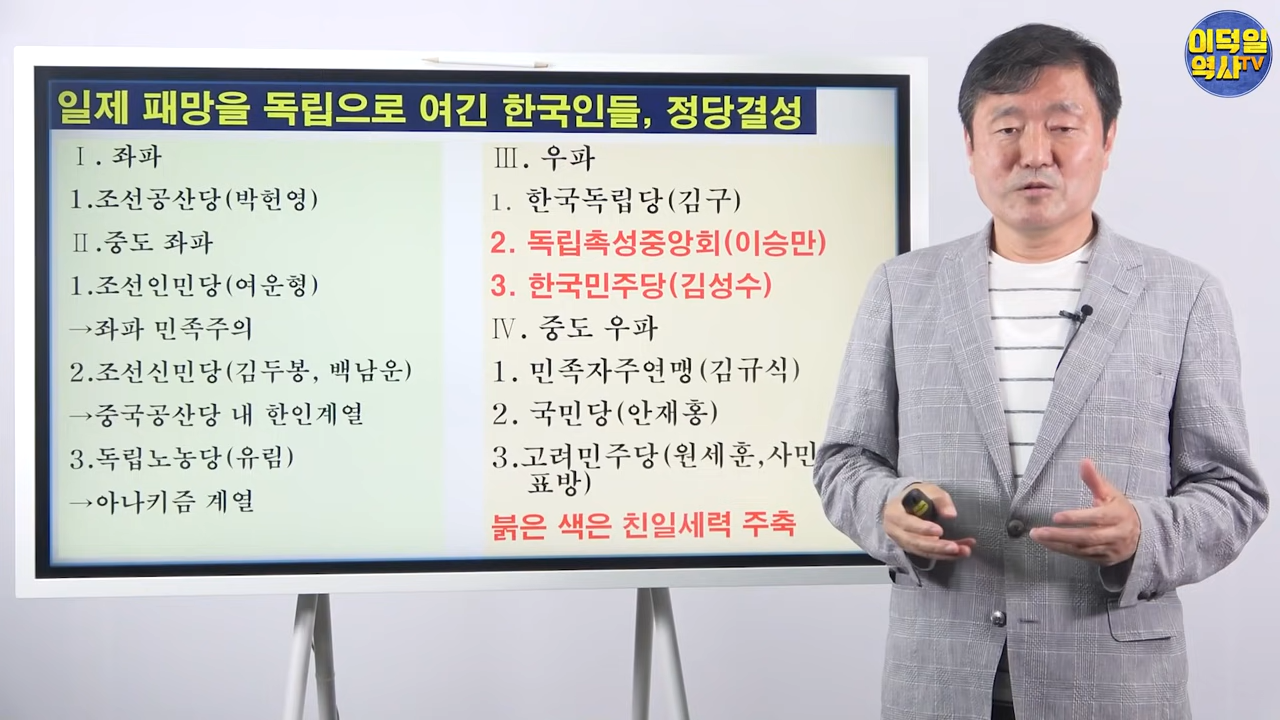 이덕일
역사TV
일제 패망을 독립으로 여긴 한국인들, 정당결성
Ⅰ. 좌파
1.조선공산당(박헌영)
Ⅱ.중도 좌파
1.조선인민당(여운형)
→좌파 민족주의
2.조선신민당(김두봉, 백남운)
→중국공산당 내 한인계열
3.독립노농당(유림)
→아나키즘 계열
Ⅲ. 우파
1. 한국독립당(김구)
2. 독립촉성중앙회(이승만)
3. 한국민주당(김성수)
Ⅳ. 중도 우파
1. 민족자주연맹(김규식)
2. 국민당(안재홍)
3.고려민주당(원세훈,사민
표방)
붉은 색은 친일세력 주축